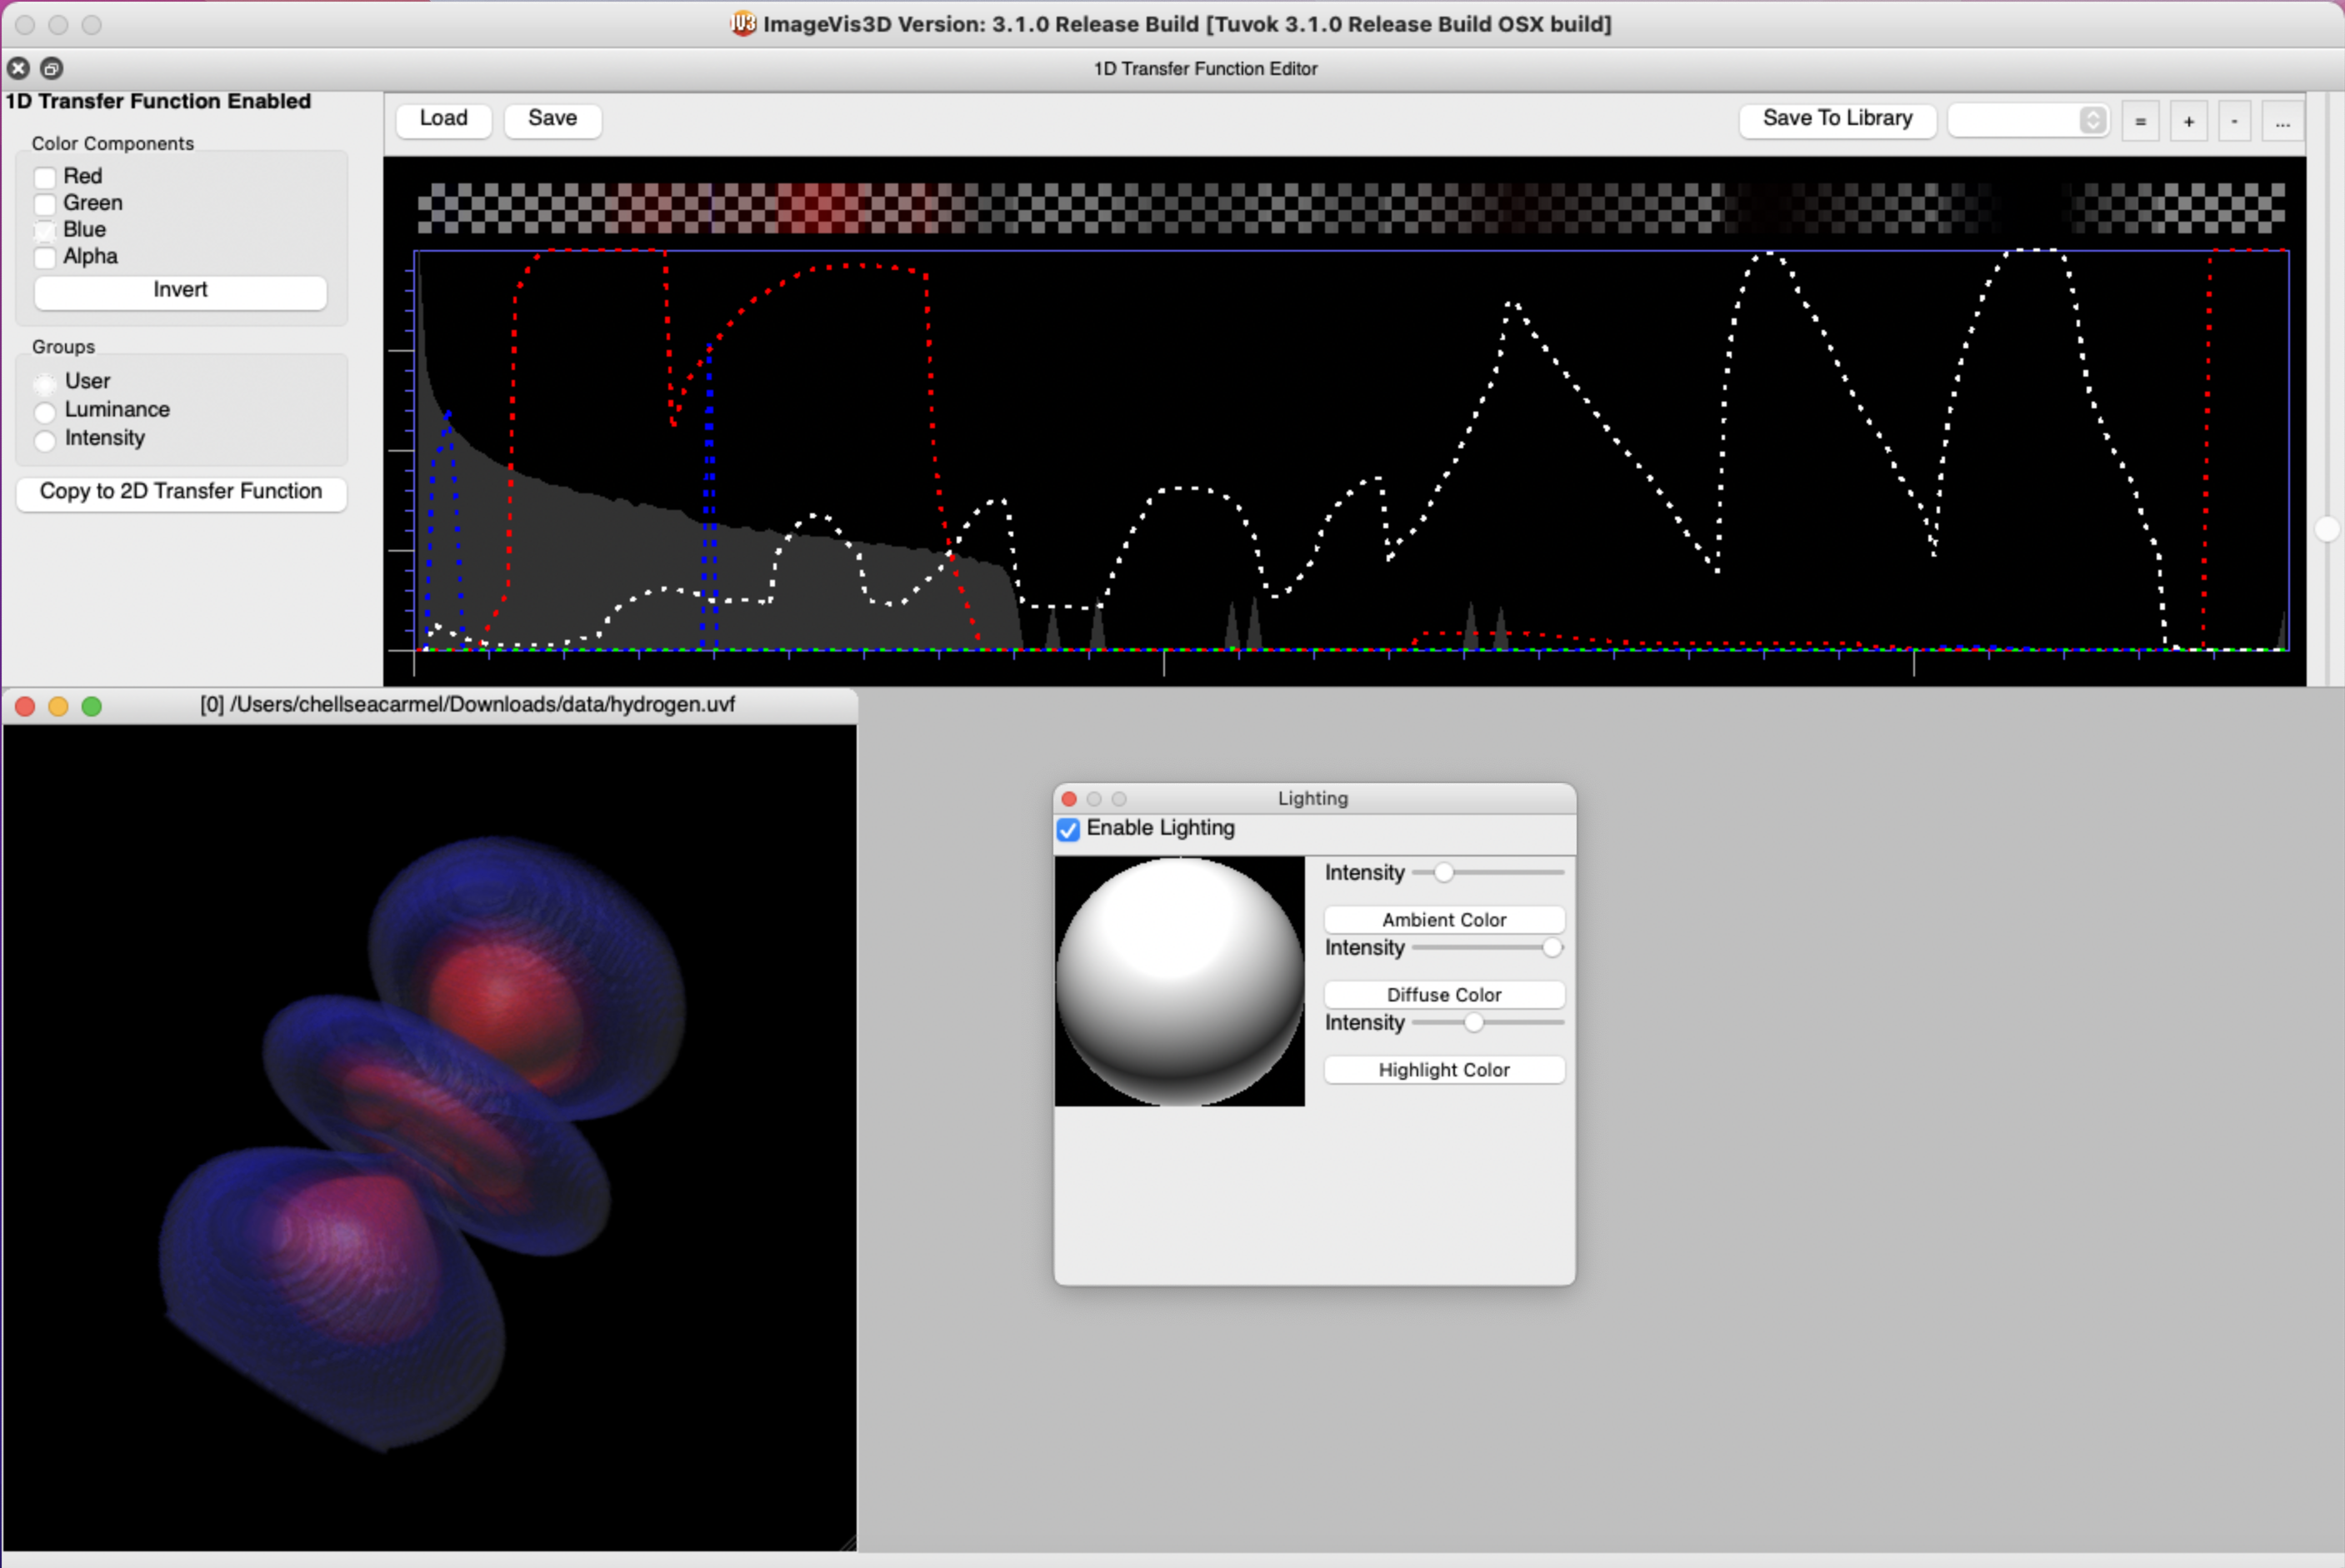 ImageVis3D Version: 3.1.0 Release Build [Tuvok 3.1.0 Release Build OSX build]
1D Transfer Function Editor
1D Transfer Function Enabled
Load
Save
Save To Library
=
+
-
...
Color Components
Red
Green
Blue
Alpha
Invert
Groups
User
Luminance
Intensity
Copy to 2D Transfer Function
[0] /Users/chellseacarmel/Downloads/data/hydrogen.uvf
Lighting
Enable Lighting
Intensity
Ambient Color
Intensity
Diffuse Color
Intensity
Highlight Color